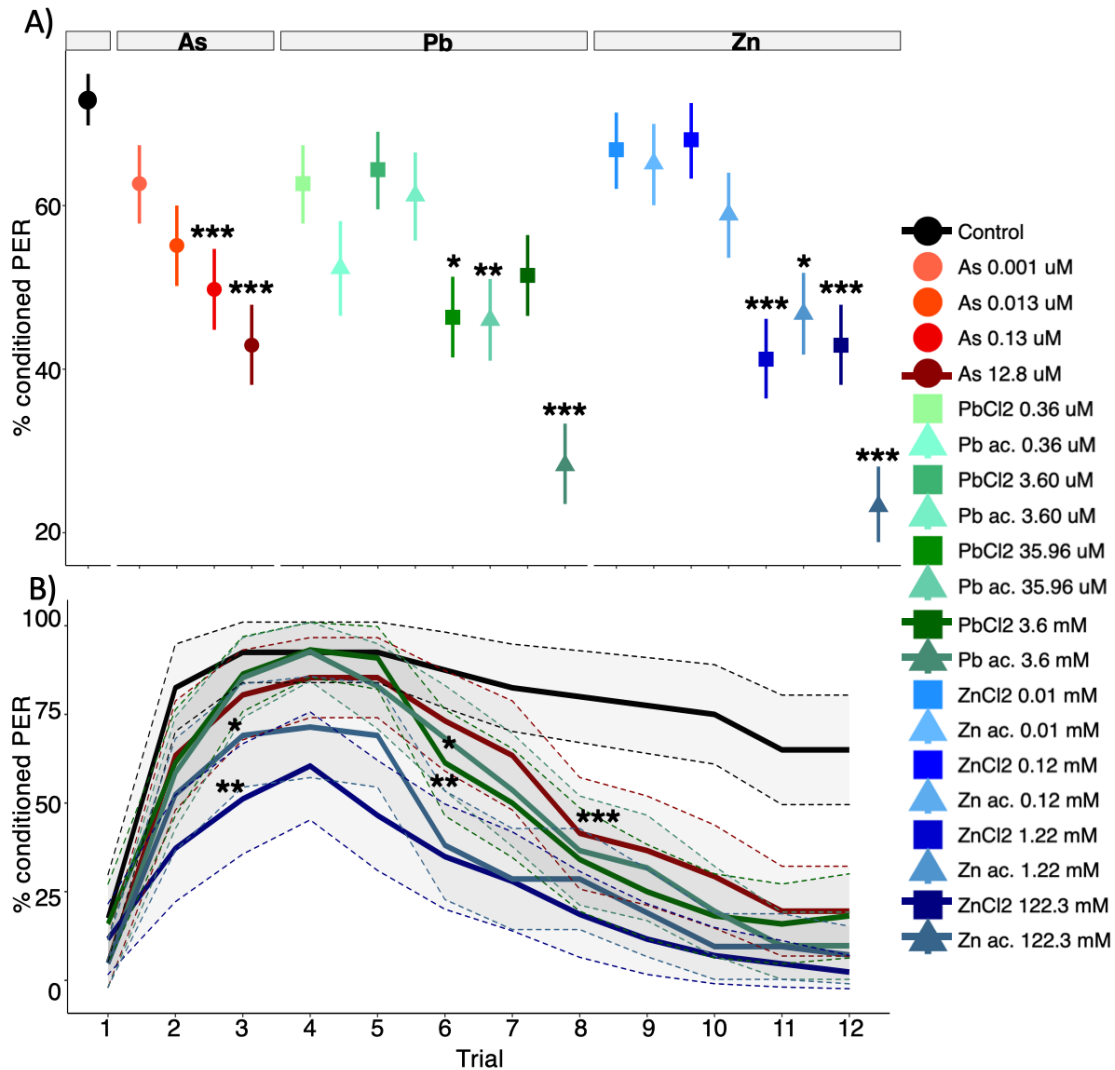 A)
As Pb Zn
% conditioned PER
60
40
20
***
***
*
**
***
***
*
***
***
Control
As 0.001 uM
As 0.013 uM
As 0.13 uM
As 12.8 uM
PbCl2 0.36 uM
Pb ac. 0.36 uM
PbCl2 3.60 uM
Pb ac. 3.60 uM
PbCl2 35.96 uM
Pb ac. 35.96 uM
PbCl2 3.6 mM
Pb ac. 3.6 mM
ZnCl2 0.01 mM
Zn ac. 0.01 mM
ZnCl2 0.12 mM
Zn ac. 0.12 mM
ZnCl2 1.22 mM
Zn ac. 1.22 mM
ZnCl2 122.3 mM
Zn ac. 122.3 mM
B)
% conditioned PER
100
75
50
25
0
*
**
*
**
***
1 2 3 4 5 6 7 8 9 10 11 12
Trial